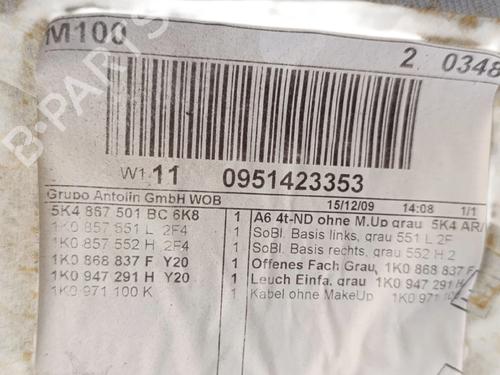 M100
2 0348
W1 11 0951423353
Grupo Antolin GmbH WOB 15/12/09 14:08 1/1
5K4 867 501 BC 6K8 1 A6 4t-ND ohne M.Up grau 5K4 AR/
1K0 857 551 L 2F4 1 SoBl. Basis links, grau 551 L 2F
1K0 857 552 H 2F4 1 SoBl. Basis rechts, grau 552 H 2
1K0 868 837 F Y20 1 Offenes Fach Grau, 1K0 868 837 F
1K0 947 291 H Y20 1 Leuch Einfa. grau 1K0 947 291 H
1K0 971 100 K 1 Kabel ohne MakeUp 1K0 971 100
B-PARTS